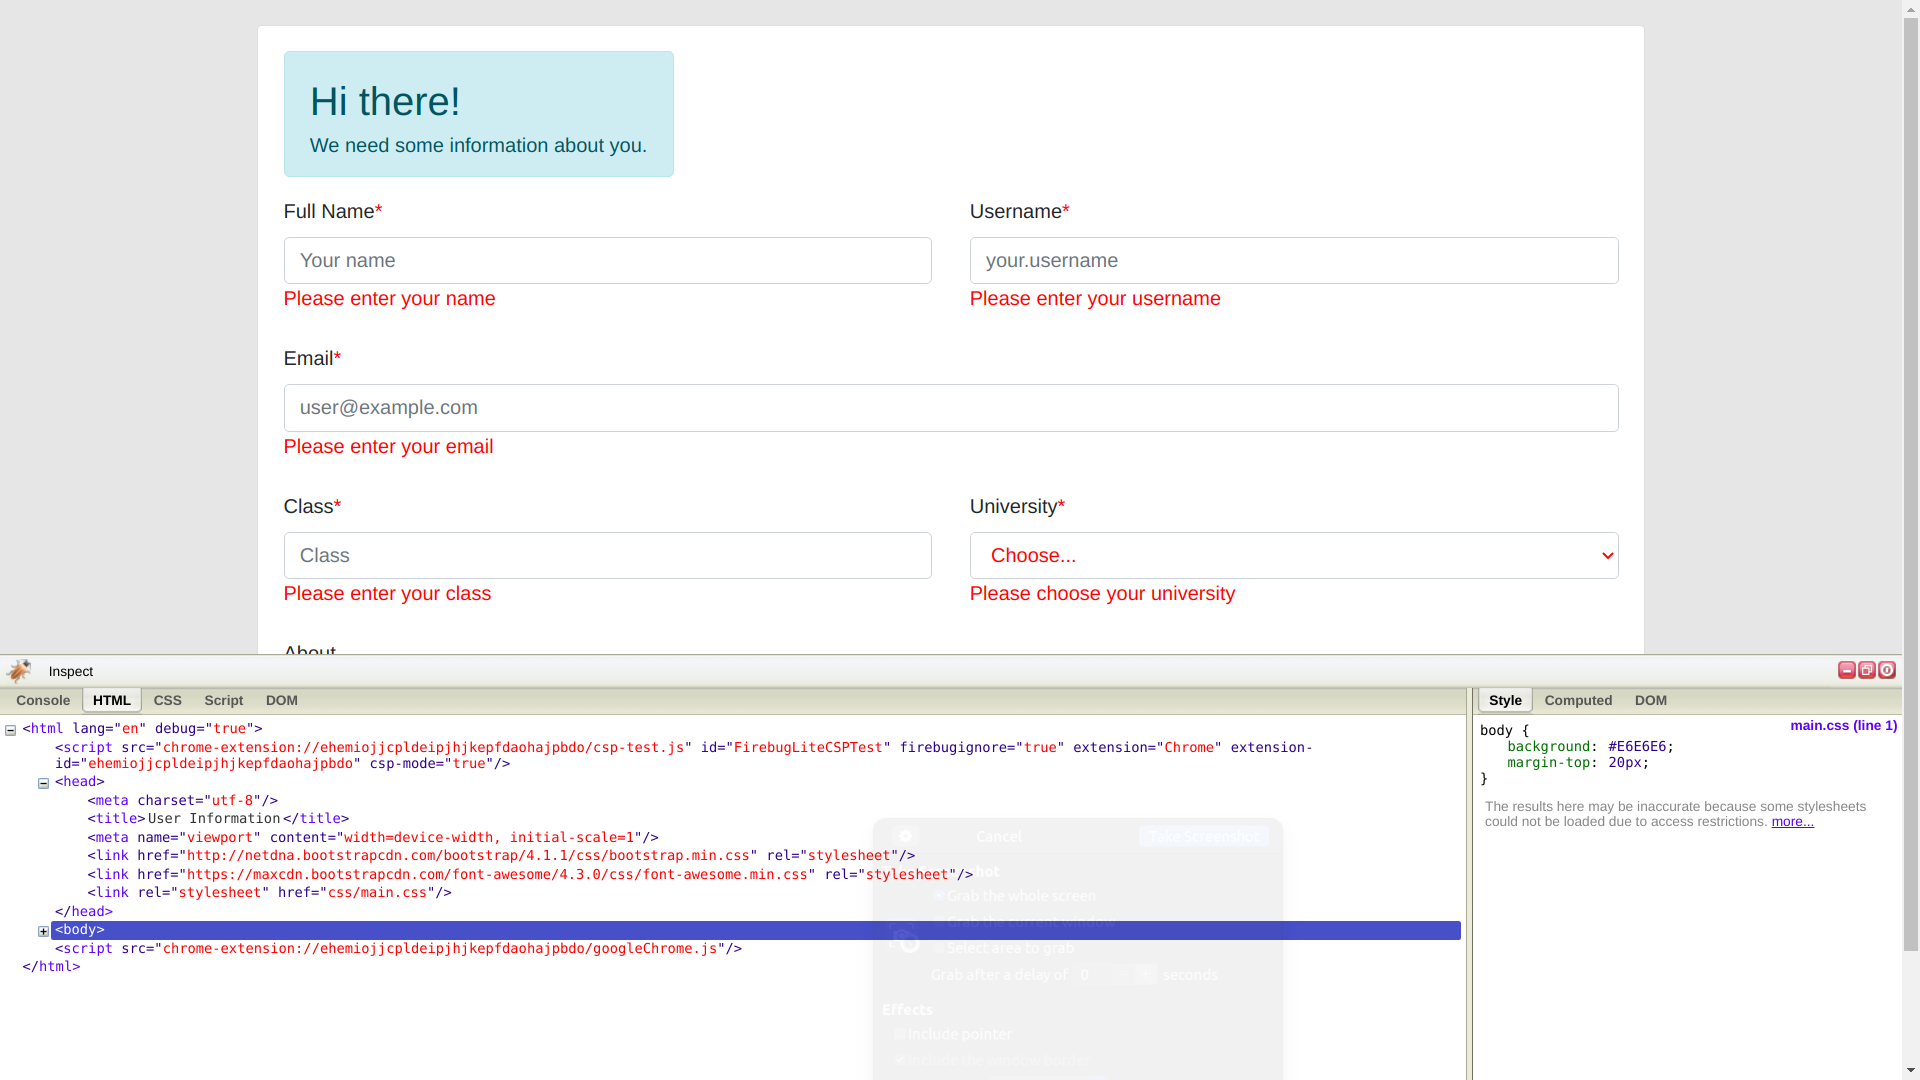 Hi there!
We need some information about you.
Full Name*
Username*
Your name
your.username
Please enter your name
Please enter your username
Email*
user@example.com
Please enter your email
Class*
University*
Class
Choose...
Please enter your class
Please choose your university
About
Inspect
Console HTML CSS Script DOM
Style Computed DOM
<html lang="en" debug="true">
<script src="chrome-extension://ehemiojjcpldeipjhjkepfdaohajpbdo/csp-test.js" id="FirebugLiteCSPTest" firebugignore="true" extension="Chrome" extension-
id="ehemiojjcpldeipjhjkepfdaohajpbdo" csp-mode="true"/>
<head>
<meta charset="utf-8"/>
<title>User Information</title>
<meta name="viewport" content="width=device-width, initial-scale=1"/>
<link href="http://netdna.bootstrapcdn.com/bootstrap/4.1.1/css/bootstrap.min.css" rel="stylesheet"/>
<link href="https://maxcdn.bootstrapcdn.com/font-awesome/4.3.0/css/font-awesome.min.css" rel="stylesheet"/>
<link rel="stylesheet" href="css/main.css"/>
</head>
<body>
<script src="chrome-extension://ehemiojjcpldeipjhjkepfdaohajpbdo/googleChrome.js"/>
</html>
main.css (line 1)
body {
background: #E6E6E6;
margin-top: 20px;
}
The results here may be inaccurate because some stylesheets
could not be loaded due to access restrictions. more...
Cancel
Take Screenshot
Grab the whole screen
Grab the current window
Select area to grab
Grab after a delay of 0 seconds
Effects
Include pointer
Include the window border